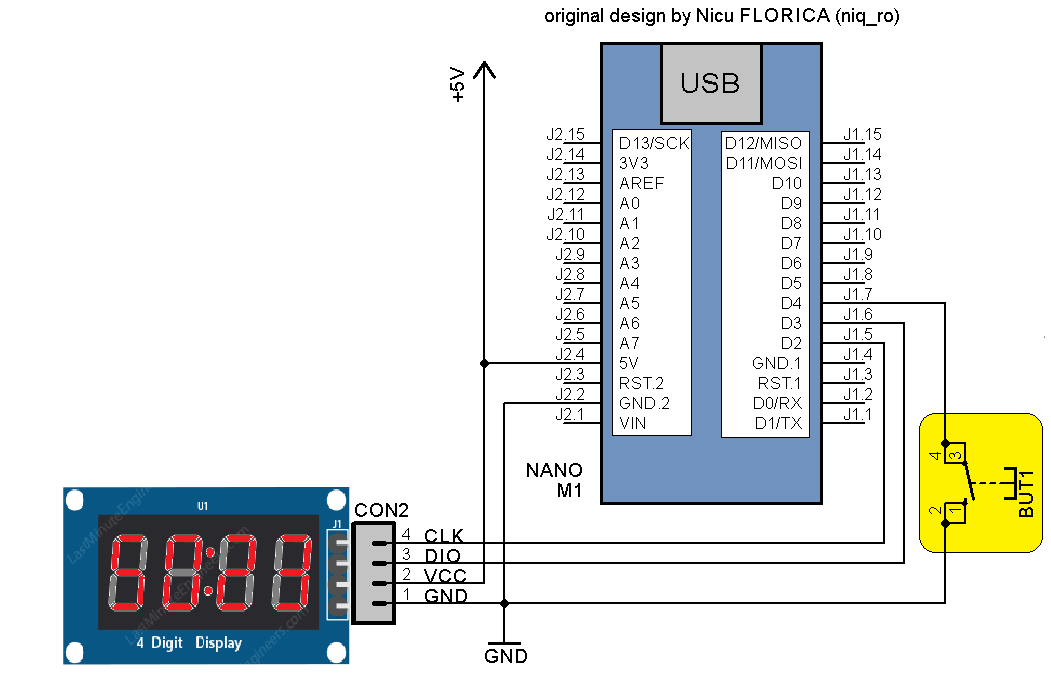 original design by Nicu FLORICA (niq_ro)
+5V
USB
J2.15 D13/SCK D12/MISO J1.15
J2.14 3V3 D11/MOSI J1.14
J2.13 AREF D10 J1.13
J2.12 A0 D9 J1.12
J2.11 A1 D8 J1.11
J2.10 A2 D7 J1.10
J2.9 A3 D6 J1.9
J2.8 A4 D5 J1.8
J2.7 A5 D4 J1.7
J2.6 A6 D3 J1.6
J2.5 A7 D2 J1.5
J2.4 5V GND.1 J1.4
J2.3 RST.2 RST.1 J1.3
J2.2 GND.2 D0/RX J1.2
J2.1 VIN D1/TX J1.1
NANO
M1
4 3
2 1
BUT1
U1
J1
50:23
4 Digit Display
CON2
4 CLK
3 DIO
2 VCC
1 GND
GND